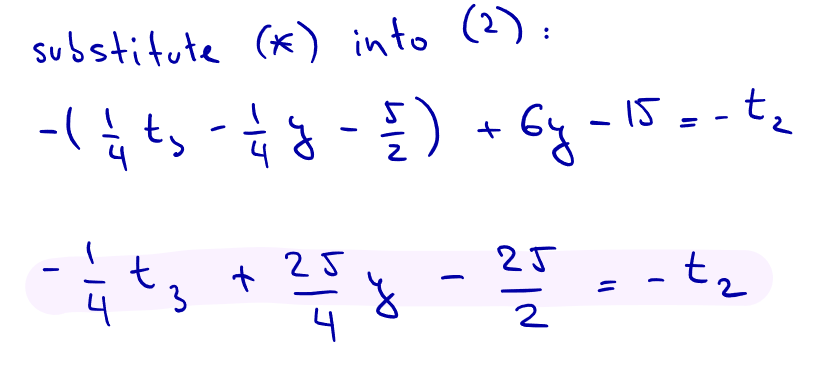 substitute (*) into (2):
-(1/4 t₃ - 1/4 y - 5/2) + 6y - 15 = - t₂
- 1/4 t₃ + 25/4 y - 25/2 = - t₂